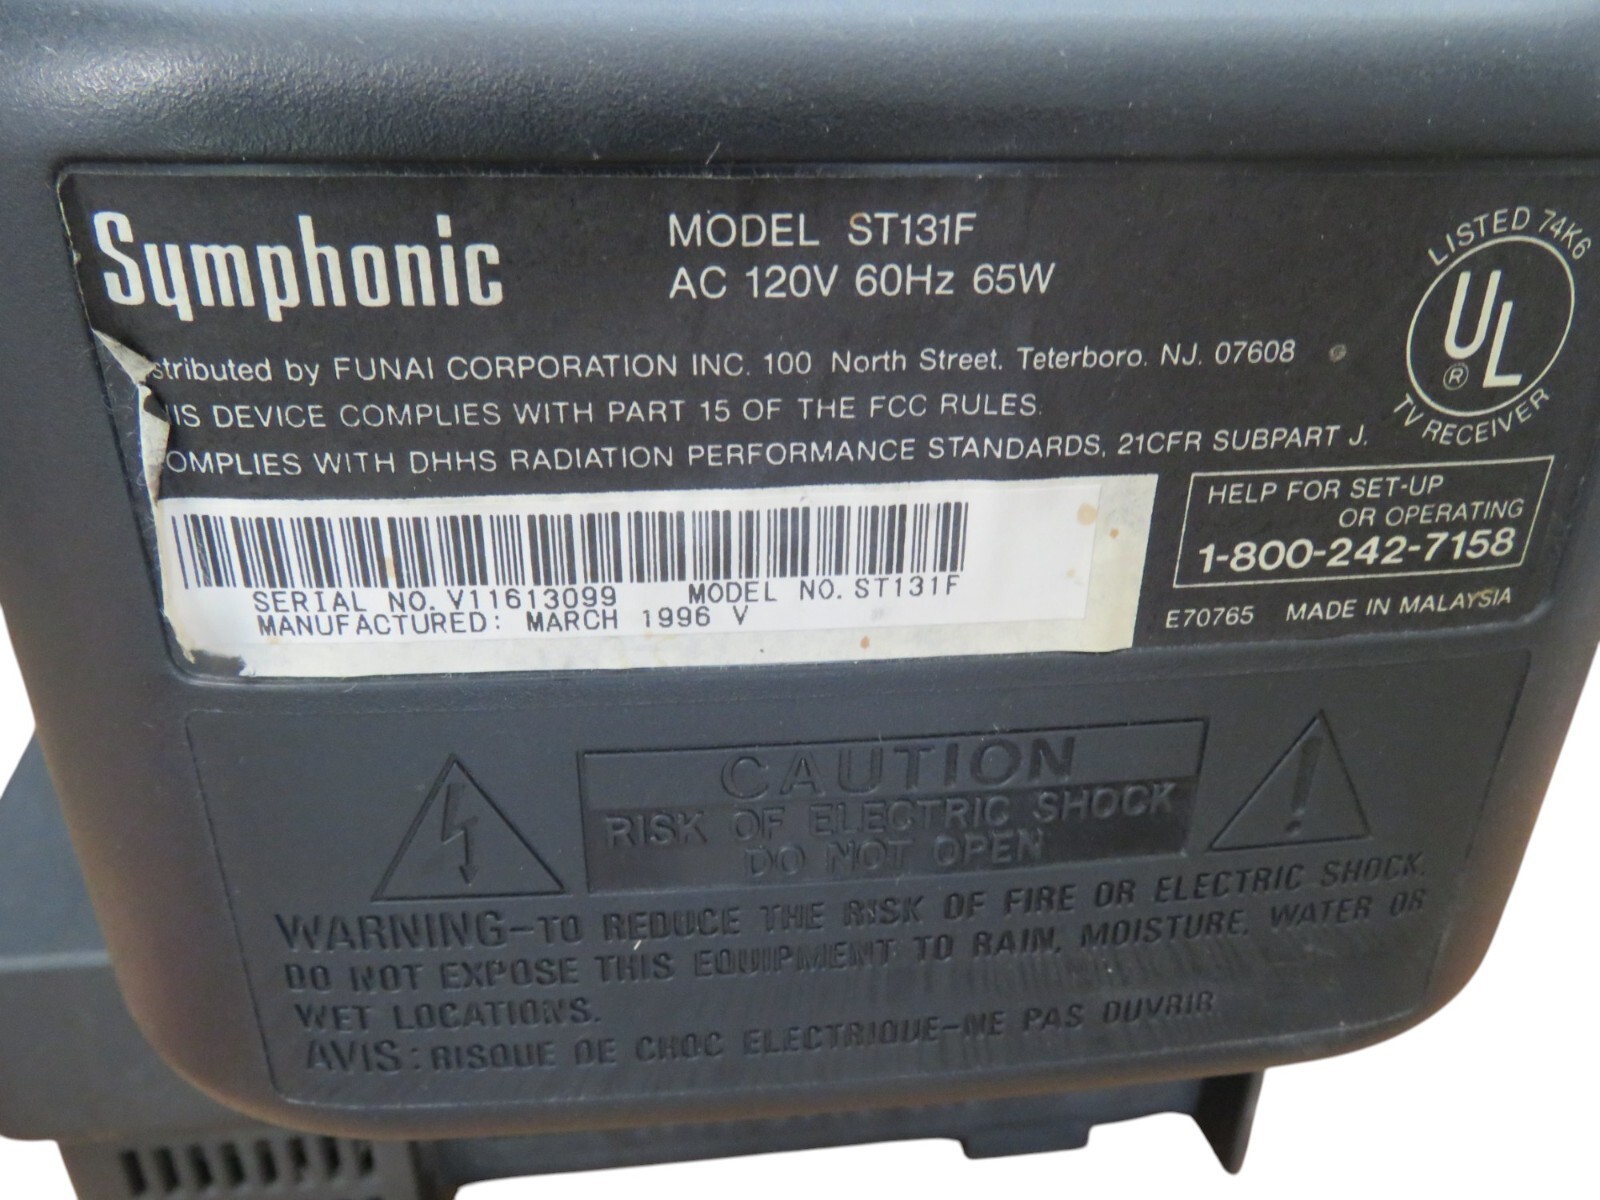 Symphonic
MODEL ST131F
AC 120V 60Hz 65W
LISTED 74K6
UL
®
TV RECEIVER
stributed by FUNAI CORPORATION INC. 100 North Street. Teterboro. NJ. 07608
IS DEVICE COMPLIES WITH PART 15 OF THE FCC RULES.
OMPLIES WITH DHHS RADIATION PERFORMANCE STANDARDS, 21CFR SUBPART J.
SERIAL NO. V11613099 MODEL NO. ST131F
MANUFACTURED: MARCH 1996 V
HELP FOR SET-UP
OR OPERATING
1-800-242-7158
E70765 MADE IN MALAYSIA
CAUTION
RISK OF ELECTRIC SHOCK
DO NOT OPEN
WARNING-TO REDUCE THE RISK OF FIRE OR ELECTRIC SHOCK.
DO NOT EXPOSE THIS EQUIPMENT TO RAIN, MOISTURE, WATER OR
WET LOCATIONS.
AVIS: RISQUE DE CHOC ELECTRIQUE-NE PAS OUVRIR